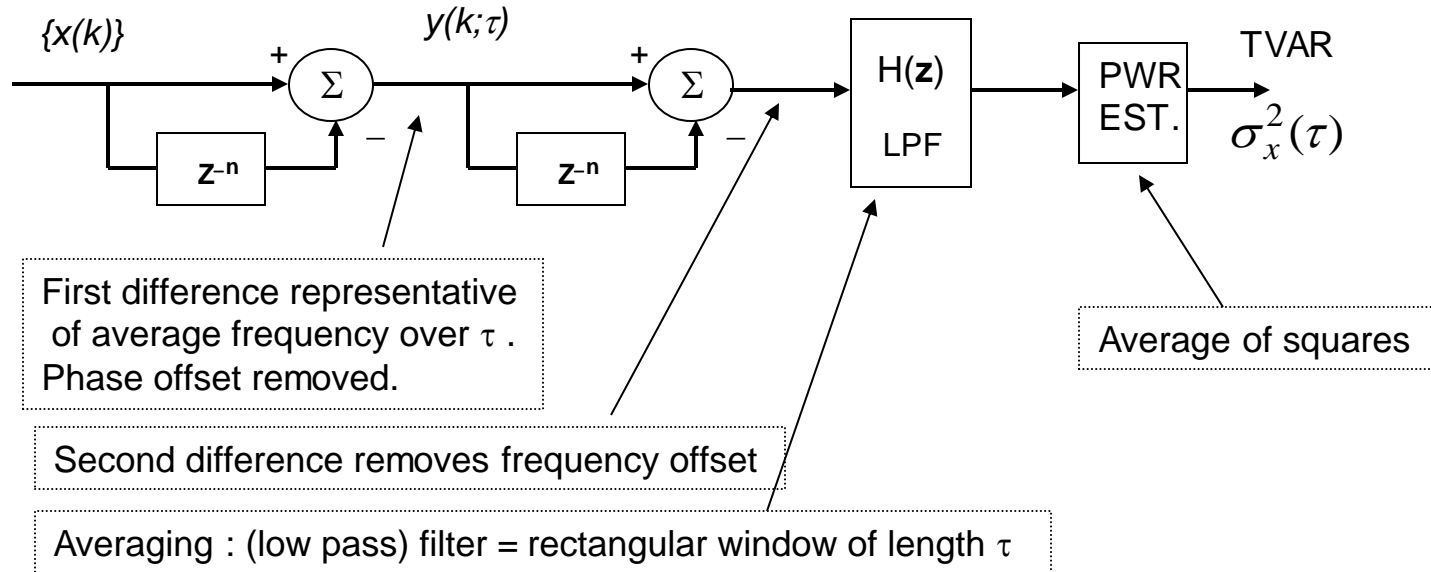 {x(k)}
y(k;τ)
+
Σ
−
z⁻ⁿ
+
Σ
−
z⁻ⁿ
H(z)
LPF
PWR
EST.
TVAR
σ²ₓ(τ)
First difference representative
of average frequency over τ .
Phase offset removed.
Average of squares
Second difference removes frequency offset
Averaging : (low pass) filter = rectangular window of length τ